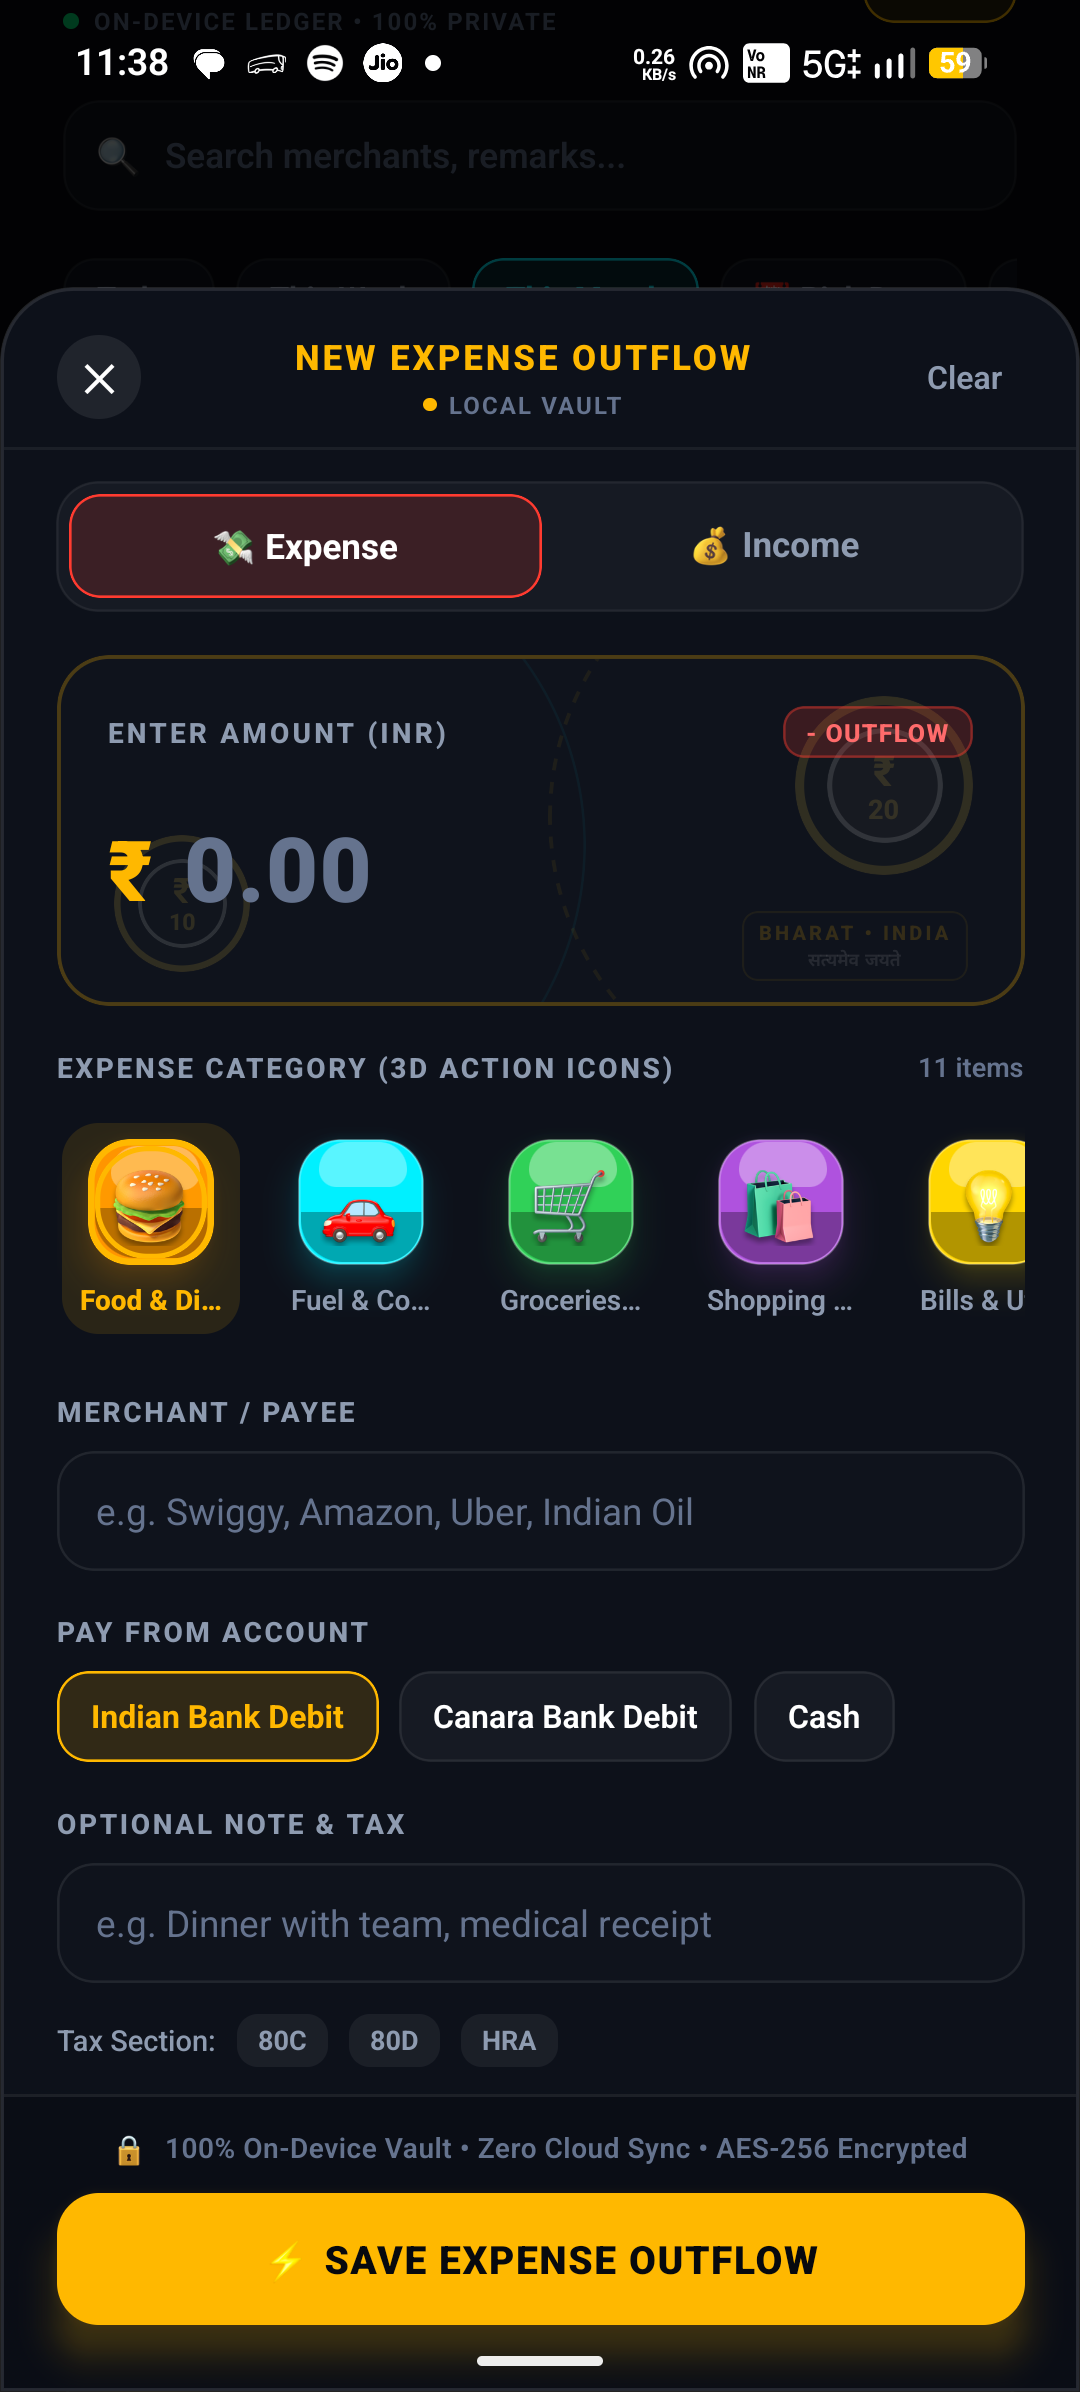 ON-DEVICE LEDGER • 100% PRIVATE
11:38
Jio
0.26 KB/s
Vo NR
5G‡
59
Search merchants, remarks...
NEW EXPENSE OUTFLOW
LOCAL VAULT
Clear
Expense
Income
ENTER AMOUNT (INR)
- OUTFLOW
₹
20
₹ 0.00
₹
10
BHARAT • INDIA
सत्यमेव जयते
EXPENSE CATEGORY (3D ACTION ICONS)
11 items
Food & Di...
Fuel & Co...
Groceries...
Shopping ...
Bills & U
MERCHANT / PAYEE
e.g. Swiggy, Amazon, Uber, Indian Oil
PAY FROM ACCOUNT
Indian Bank Debit
Canara Bank Debit
Cash
OPTIONAL NOTE & TAX
e.g. Dinner with team, medical receipt
Tax Section:
80C
80D
HRA
100% On-Device Vault • Zero Cloud Sync • AES-256 Encrypted
SAVE EXPENSE OUTFLOW